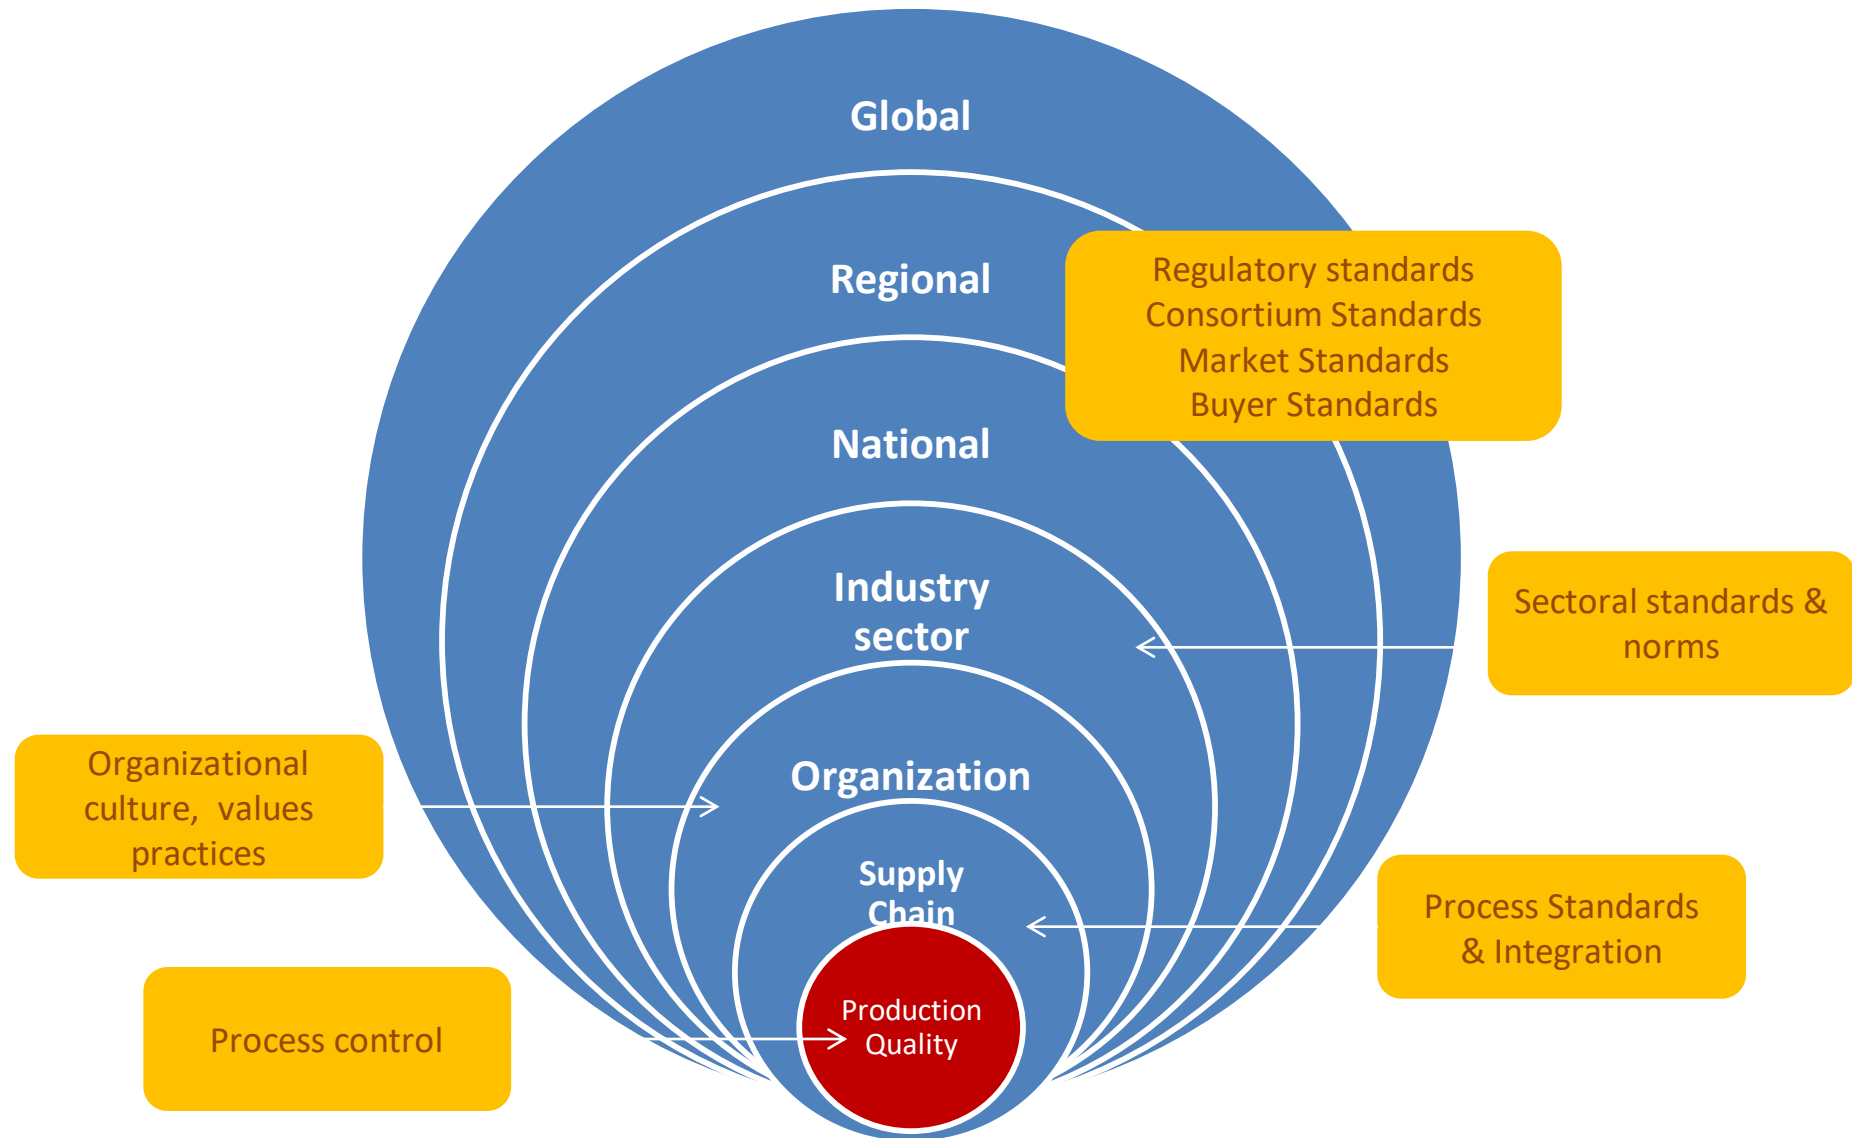 Global
Regional
Regulatory standards
Consortium Standards
Market Standards
Buyer Standards
National
Industry
sector
Sectoral standards &
norms
Organizational
culture,  values
practices
Organization
Supply
Chain
Process Standards
& Integration
Production
Quality
Process control